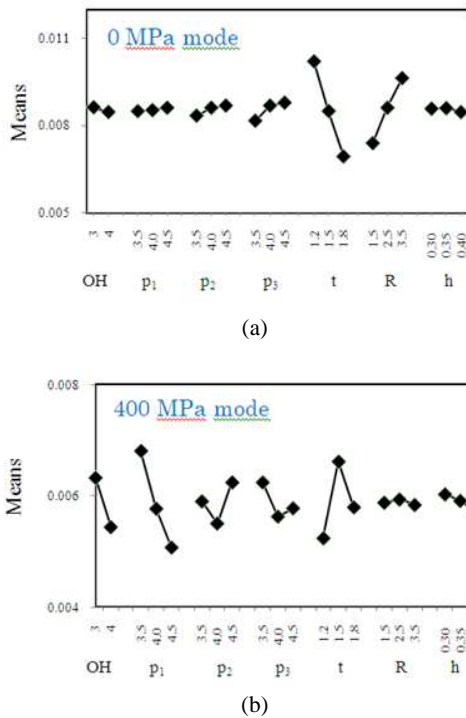 0 MPa mode
0.011
0.008
0.005
Means
3 4 3.5 4.0 4.5 3.5 4.0 4.5 3.5 4.0 4.5 1.2 1.5 1.8 1.5 2.5 3.5 0.30 0.35 0.40
OH p1 p2 p3 t R h
(a)
400 MPa mode
0.008
0.006
0.004
Means
3 4 3.5 4.0 4.5 3.5 4.0 4.5 3.5 4.0 4.5 1.2 1.5 1.8 1.5 2.5 3.5 0.30 0.35
OH p1 p2 p3 t R h
(b)